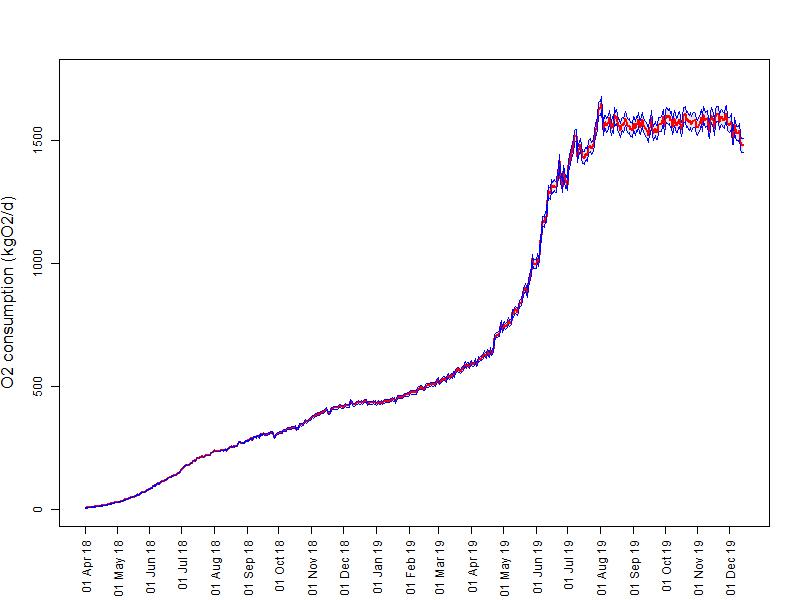 O2 consumption (kgO2/d)
1500
1000
500
0
01 Apr 18
01 May 18
01 Jun 18
01 Jul 18
01 Aug 18
01 Sep 18
01 Oct 18
01 Nov 18
01 Dec 18
01 Jan 19
01 Feb 19
01 Mar 19
01 Apr 19
01 May 19
01 Jun 19
01 Jul 19
01 Aug 19
01 Sep 19
01 Oct 19
01 Nov 19
01 Dec 19